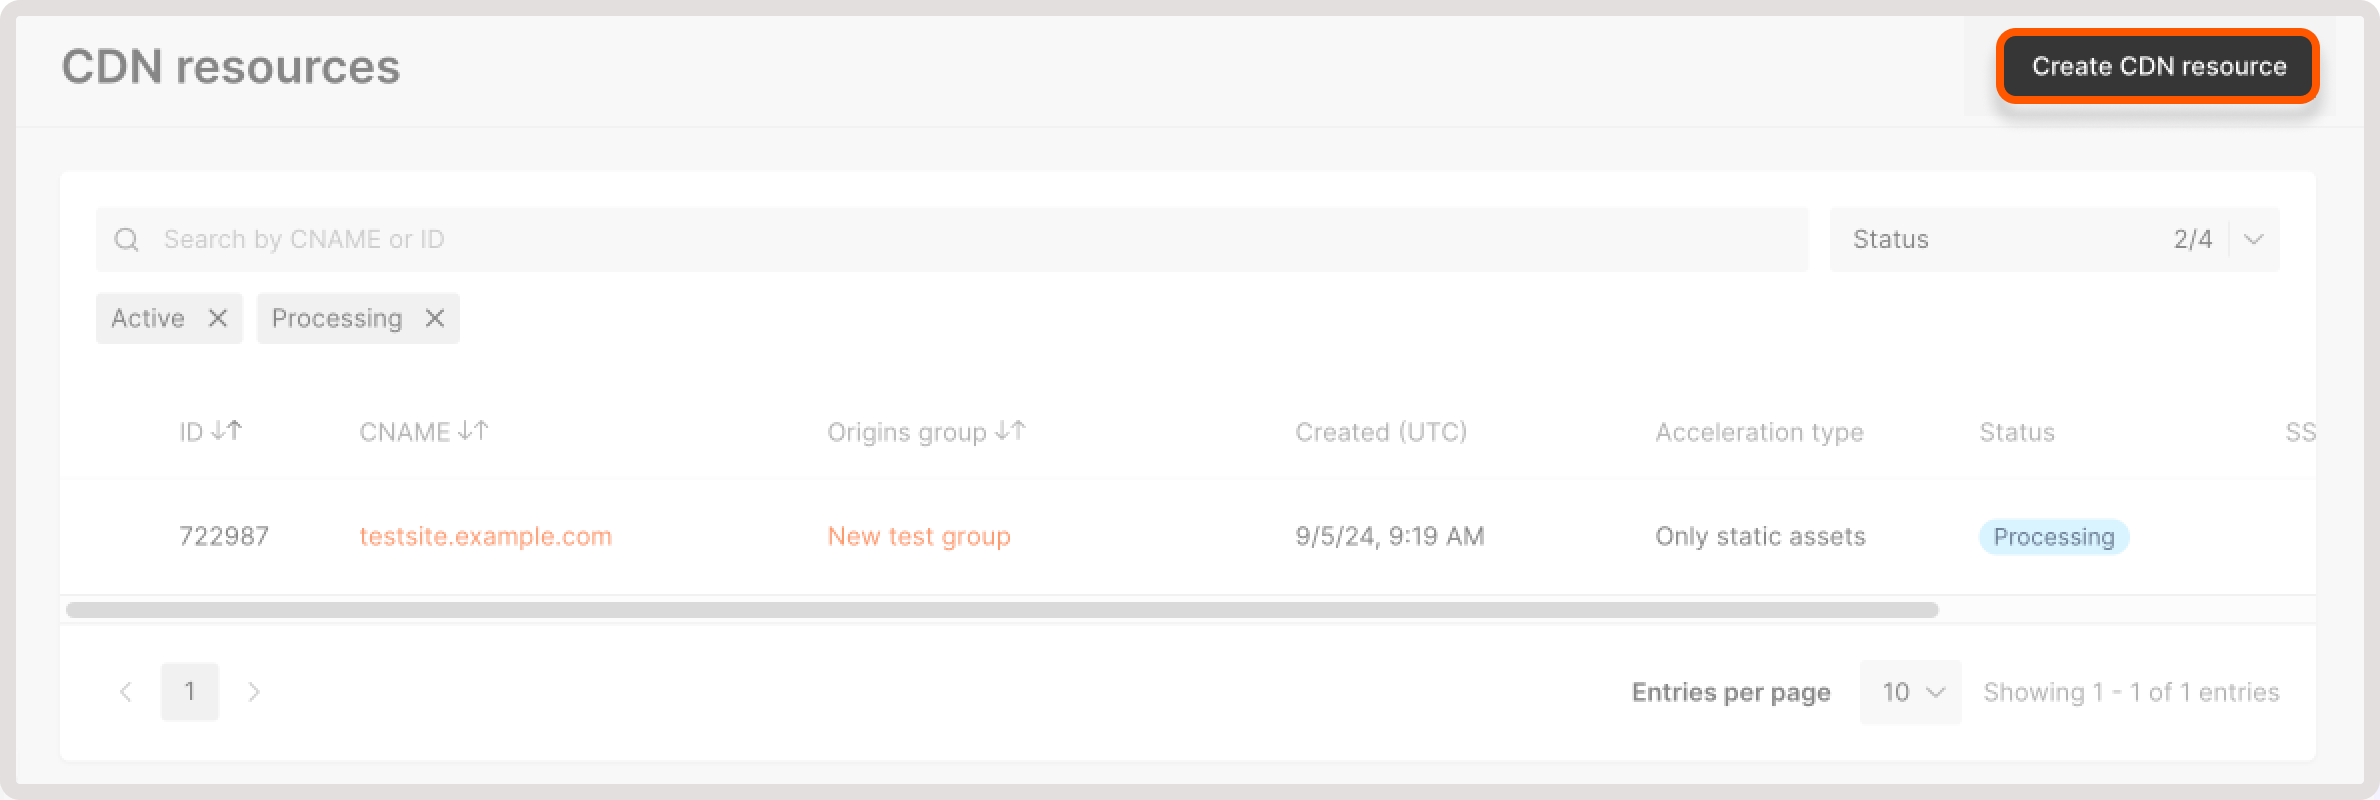 CDN resources
Create CDN resource
Search by CNAME or ID
Status 2/4
Active Processing
ID CNAME Origins group Created (UTC) Acceleration type Status SS
722987 testsite.example.com New test group 9/5/24, 9:19 AM Only static assets Processing
1 Entries per page 10 Showing 1 - 1 of 1 entries